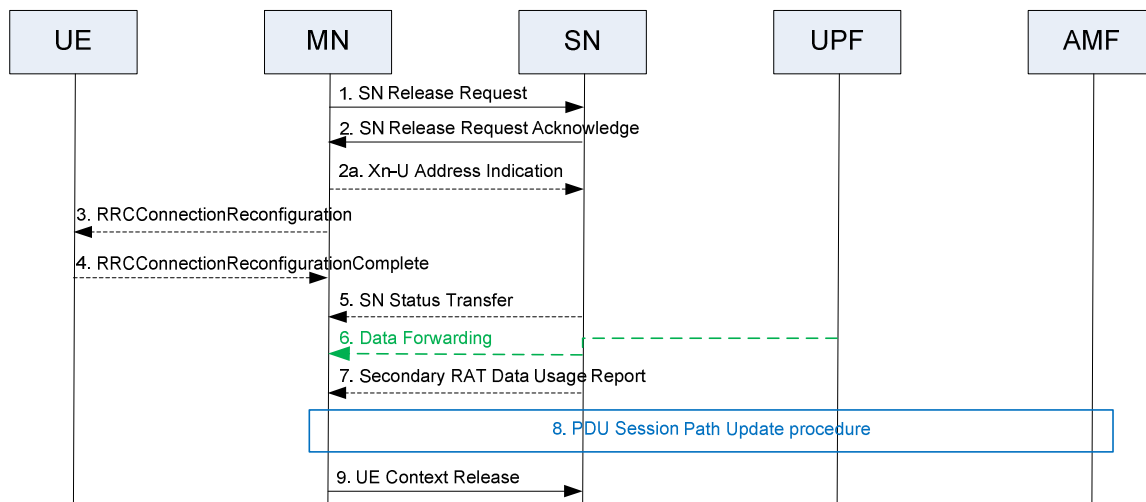 UE
MN
SN
UPF
AMF
1. SN Release Request
2. SN Release Request Acknowledge
2a. Xn-U Address Indication
3. RRCConnectionReconfiguration
4. RRCConnectionReconfigurationComplete
5. SN Status Transfer
6. Data Forwarding
7. Secondary RAT Data Usage Report
8. PDU Session Path Update procedure
9. UE Context Release